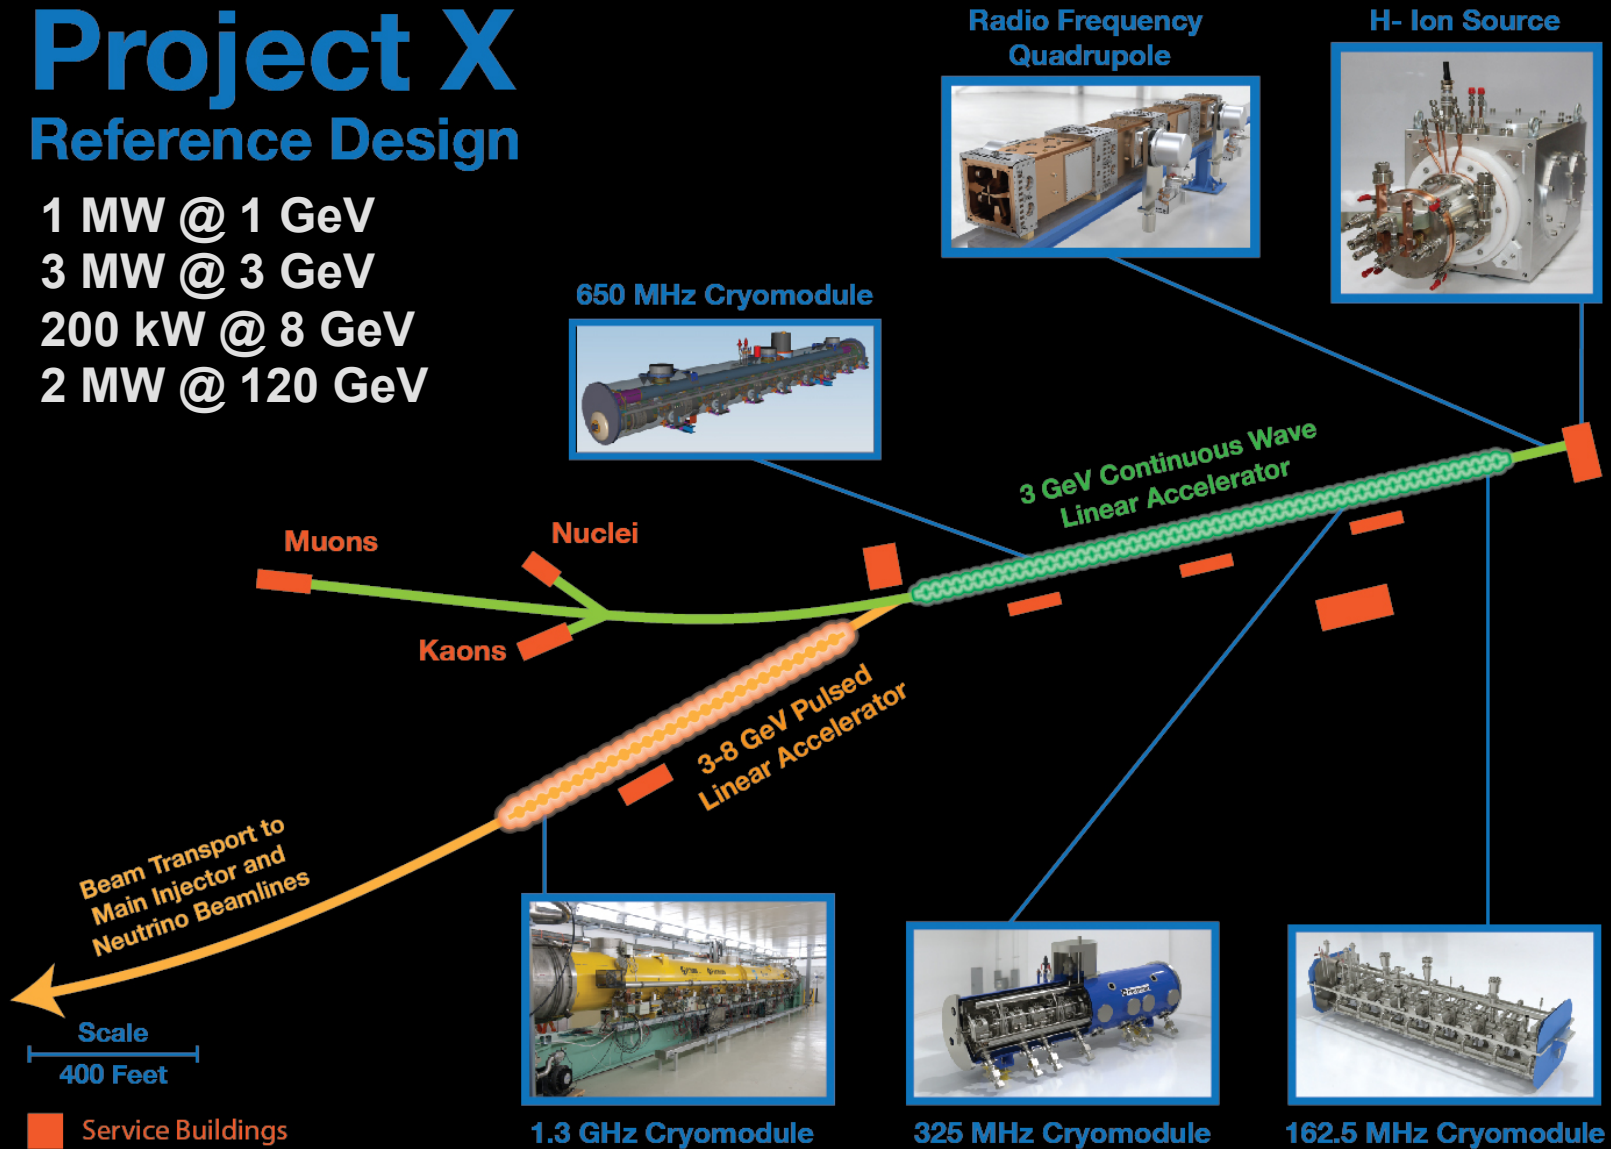 Project X
Reference Design
1 MW @ 1 GeV
3 MW @ 3 GeV
200 kW @ 8 GeV
2 MW @ 120 GeV
Radio Frequency
Quadrupole
H- Ion Source
650 MHz Cryomodule
3 GeV Continuous Wave
Linear Accelerator
Muons
Nuclei
Kaons
3-8 GeV Pulsed
Linear Accelerator
Beam Transport to
Main Injector and
Neutrino Beamlines
Scale
400 Feet
Service Buildings
1.3 GHz Cryomodule
325 MHz Cryomodule
162.5 MHz Cryomodule